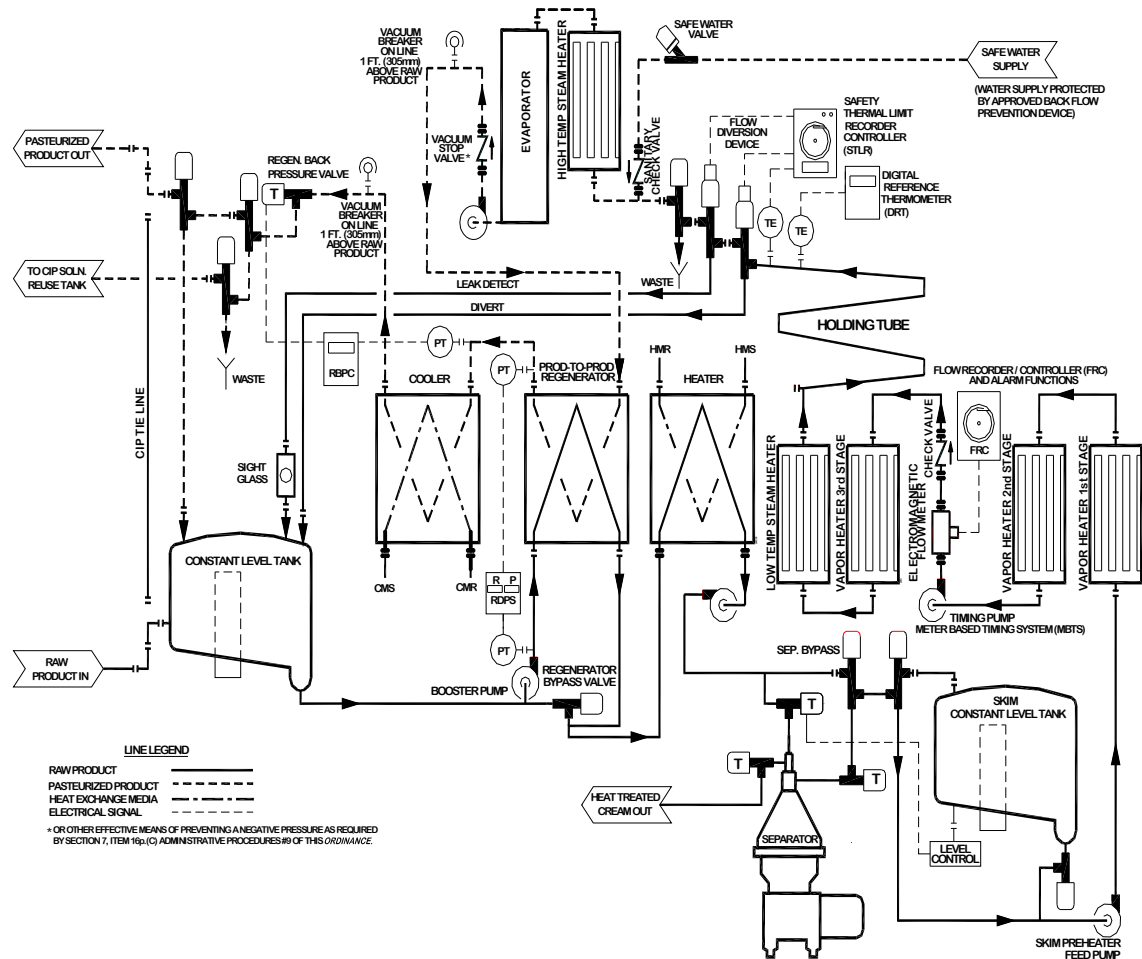 VACUUM
BREAKER
ON LINE
1 FT. (305mm)
ABOVE RAW
PRODUCT
SAFE WATER
VALVE
SAFE WATER
SUPPLY
(WATER SUPPLY PROTECTED
BY APPROVED BACK FLOW
PREVENTION DEVICE)
EVAPORATOR
HIGH TEMP STEAM HEATER
VACUUM
STOP
VALVE *
SANITARY
CHECK VALVE
FLOW
DIVERSION
DEVICE
SAFETY
THERMAL LIMIT
RECORDER
CONTROLLER
(STLR)
DIGITAL
REFERENCE
THERMOMETER
(DRT)
TE
TE
PASTEURIZED
PRODUCT OUT
REGEN. BACK
PRESSURE VALVE
T
VACUUM
BREAKER
ON LINE
1 FT. (305mm)
ABOVE RAW
PRODUCT
TO CIP SOLN.
REUSE TANK
WASTE
LEAK DETECT
WASTE
DIVERT
HOLDING TUBE
RBPC
PT
PT
COOLER
PROD-TO-PROD
REGENERATOR
HMR
HMS
HEATER
FLOW RECORDER / CONTROLLER (FRC)
AND ALARM FUNCTIONS
FRC
CIP TIE LINE
SIGHT
GLASS
LOW TEMP STEAM HEATER
VAPOR HEATER 3rd STAGE
ELECTROMAGNETIC
FLOW METER
CHECK VALVE
VAPOR HEATER 2nd STAGE
VAPOR HEATER 1st STAGE
CONSTANT LEVEL TANK
CMS
CMR
R P
RDPS
PT
TIMING PUMP
METER BASED TIMING SYSTEM (MBTS)
RAW
PRODUCT IN
BOOSTER PUMP
REGENERATOR
BYPASS VALVE
SEP. BYPASS
SKIM
CONSTANT LEVEL TANK
T
T
T
HEAT TREATED
CREAM OUT
SEPARATOR
LEVEL
CONTROL
SKIM PREHEATER
FEED PUMP
LINE LEGEND
RAW PRODUCT
PASTEURIZED PRODUCT
HEAT EXCHANGE MEDIA
ELECTRICAL SIGNAL
* OR OTHER EFFECTIVE MEANS OF PREVENTING A NEGATIVE PRESSURE AS REQUIRED
BY SECTION 7, ITEM 16p.(C) ADMINISTRATIVE PROCEDURES #9 OF THIS ORDINANCE.